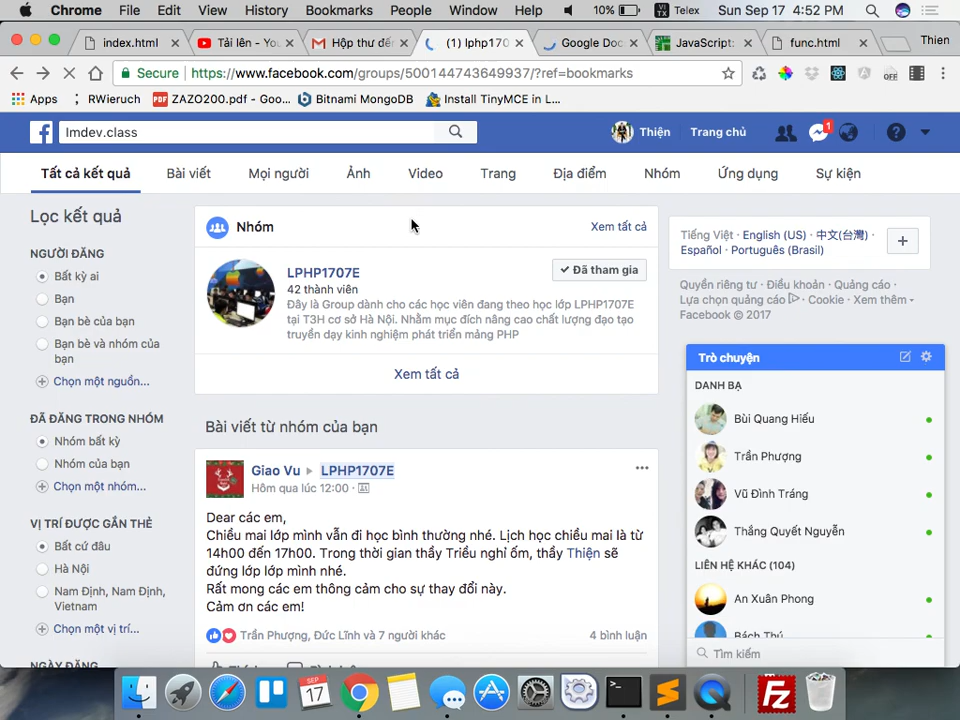 Chrome File Edit View History Bookmarks People Window Help 10% VI TX Telex Sun Sep 17 4:52 PM
index.html × Tải lên - You × Hộp thư đến × (1) lphp170 × Google Doc × JavaScript: × func.html × Thien
Secure https://www.facebook.com/groups/500144743649937/?ref=bookmarks OFF
Apps ; RWieruch PDF ZAZO200.pdf - Goo... Bitnami MongoDB Install TinyMCE in L...
lmdev.class Thiện Trang chủ 1
Tất cả kết quả Bài viết Mọi người Ảnh Video Trang Địa điểm Nhóm Ứng dụng Sự kiện
Lọc kết quả
NGƯỜI ĐĂNG
Bất kỳ ai
Bạn
Bạn bè của bạn
Bạn bè và nhóm của
bạn
Chọn một nguồn...
ĐÃ ĐĂNG TRONG NHÓM
Nhóm bất kỳ
Nhóm của bạn
Chọn một nhóm...
VỊ TRÍ ĐƯỢC GẮN THẺ
Bất cứ đâu
Hà Nội
Nam Định, Nam Định,
Vietnam
Chọn một vị trí...
NGÀY ĐĂNG
Nhóm Xem tất cả
LPHP1707E Đã tham gia
42 thành viên
Đây là Group dành cho các học viên đang theo học lớp LPHP1707E
tại T3H cơ sở Hà Nội. Nhằm mục đích nâng cao chất lượng đạo tạo
truyền dạy kinh nghiệm phát triển mảng PHP
Xem tất cả
Bài viết từ nhóm của bạn
Giao Vu ▸ LPHP1707E
Hôm qua lúc 12:00 ·
Dear các em,
Chiều mai lớp mình vẫn đi học bình thường nhé. Lịch học chiều mai là từ
14h00 đến 17h00. Trong thời gian thầy Triều nghỉ ốm, thầy Thiện sẽ
đứng lớp lớp mình nhé.
Rất mong các em thông cảm cho sự thay đổi này.
Cảm ơn các em!
Trần Phượng, Đức Lĩnh và 7 người khác 4 bình luận
Tiếng Việt · English (US) · 中文(台灣) ·
Español · Português (Brasil)
Quyền riêng tư · Điều khoản · Quảng cáo ·
Lựa chọn quảng cáo · Cookie · Xem thêm
Facebook © 2017
Trò chuyện
DANH BẠ
Bùi Quang Hiếu
Trần Phượng
Vũ Đình Tráng
Thắng Quyết Nguyễn
LIÊN HỆ KHÁC (104)
An Xuân Phong
Bách Thú
Tìm kiếm
SEP
17
Fz